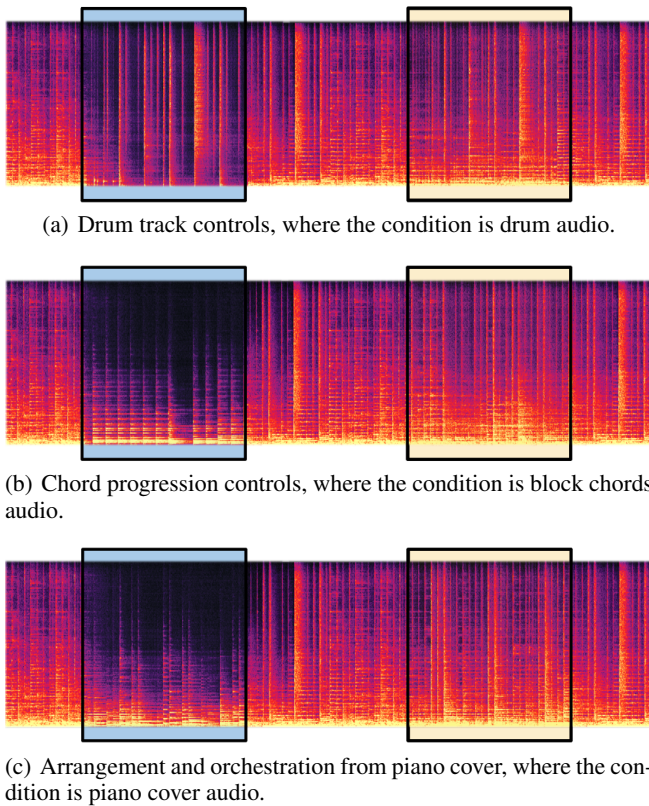 (a) Drum track controls, where the condition is drum audio.
(b) Chord progression controls, where the condition is block chords
audio.
(c) Arrangement and orchestration from piano cover, where the con-
dition is piano cover audio.